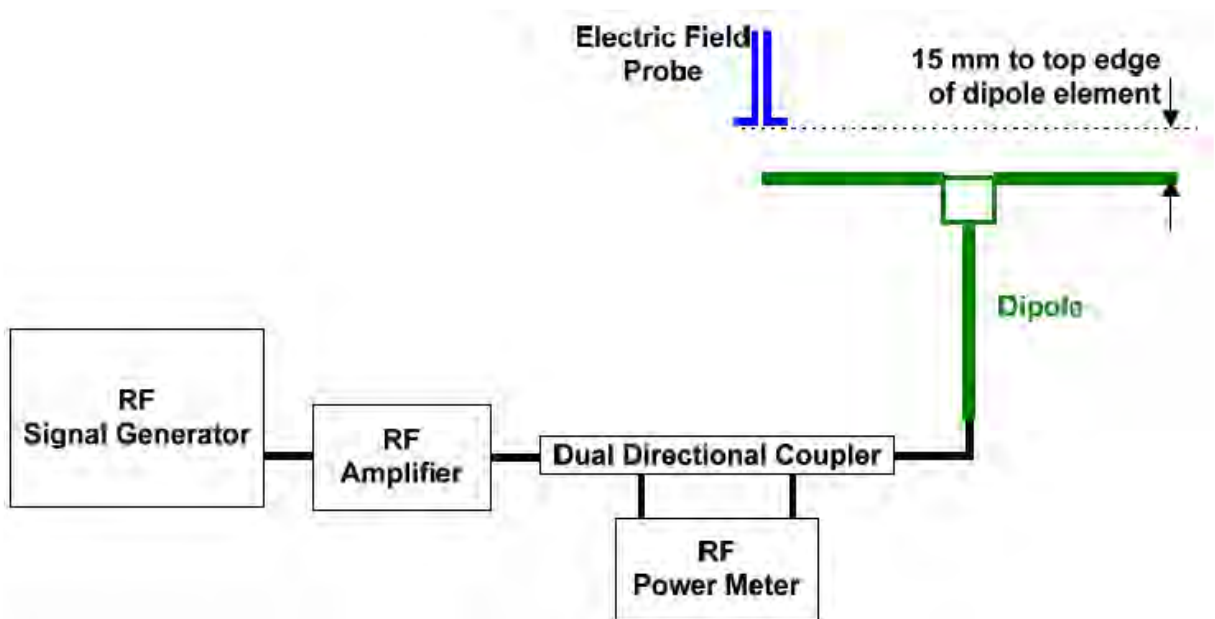 Electric Field
Probe
15 mm to top edge
of dipole element
Dipole
RF
Signal Generator
RF
Amplifier
Dual Directional Coupler
RF
Power Meter